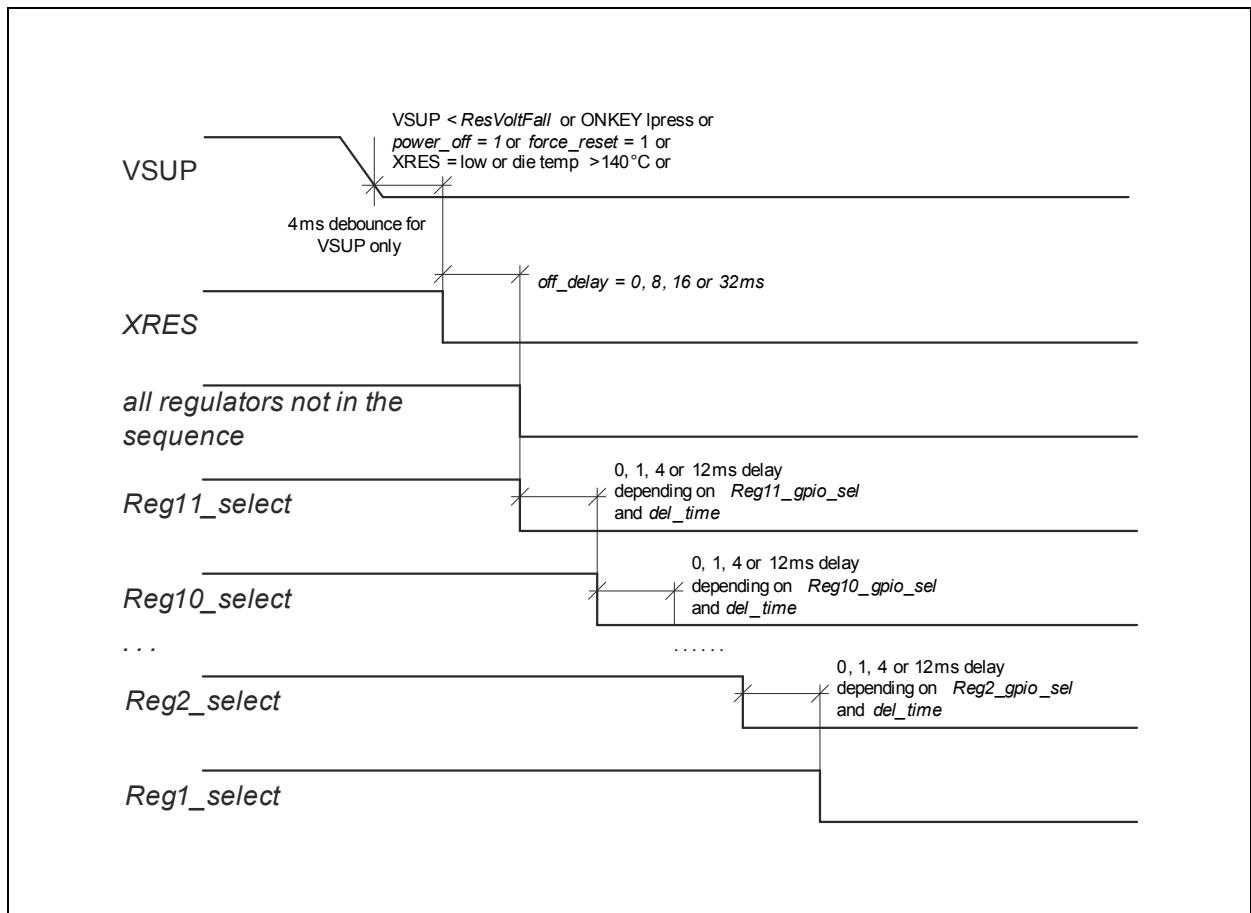 VSUP < ResVoltFall or ONKEY lpress or
power_off = 1 or force_reset = 1 or
XRES = low or die temp >140°C or
VSUP
4ms debounce for
VSUP only
off_delay = 0, 8, 16 or 32ms
XRES
all regulators not in the
sequence
0, 1, 4 or 12ms delay
depending on Reg11_gpio_sel
and del_time
Reg11_select
0, 1, 4 or 12ms delay
depending on Reg10_gpio_sel
and del_time
Reg10_select
. . .
. . . . . .
0, 1, 4 or 12ms delay
depending on Reg2_gpio_sel
and del_time
Reg2_select
Reg1_select